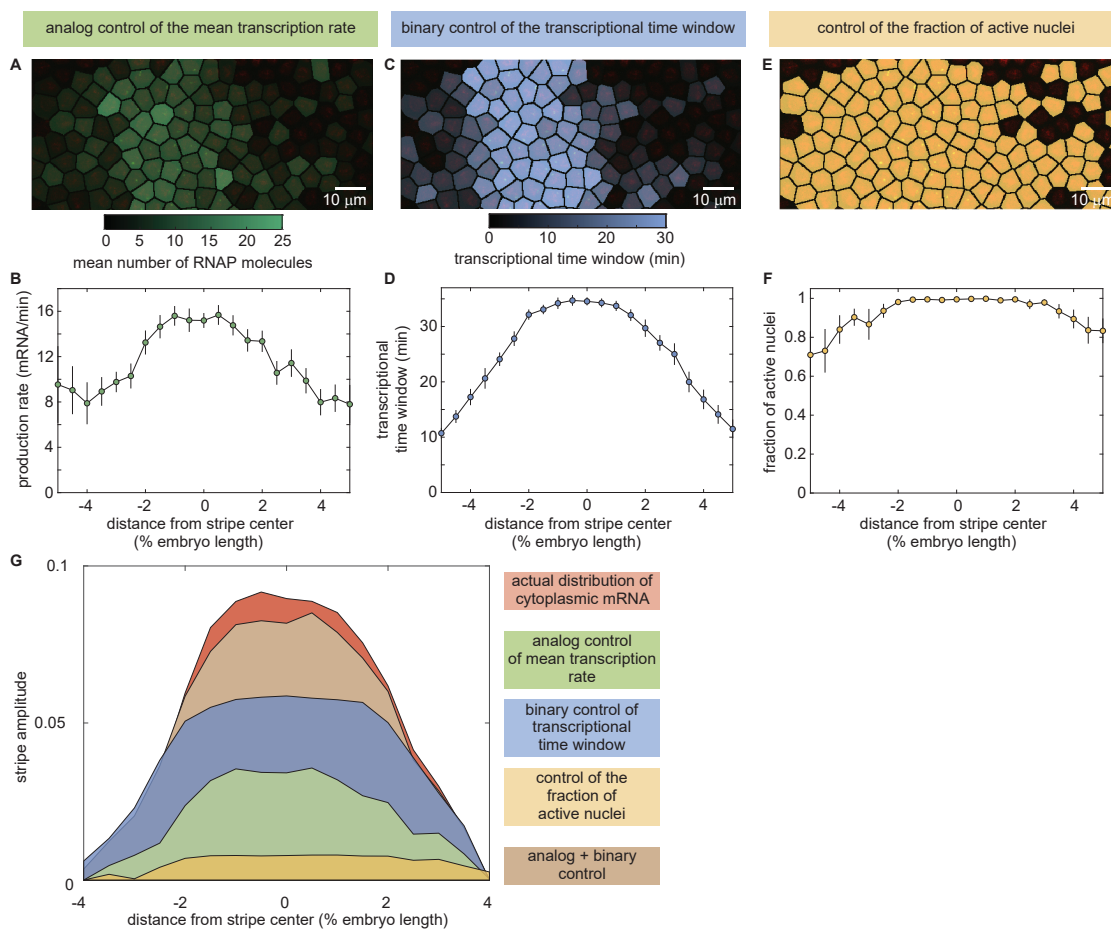 analog control of the mean transcription rate
binary control of the transcriptional time window
control of the fraction of active nuclei
A
10 μm
0 5 10 15 20 25
mean number of RNAP molecules
C
10 μm
0 10 20 30
transcriptional time window (min)
E
10 μm
B
production rate (mRNA/min)
16
12
8
4
0
-4 -2 0 2 4
distance from stripe center
(% embryo length)
D
transcriptional
time window (min)
30
20
10
0
-4 -2 0 2 4
distance from stripe center
(% embryo length)
F
fraction of active nuclei
1
0.8
0.6
0.4
0.2
0
-4 -2 0 2 4
distance from stripe center
(% embryo length)
G
stripe amplitude
0.1
0.05
0
-4 -2 0 2 4
distance from stripe center (% embryo length)
actual distribution of
cytoplasmic mRNA
analog control
of mean transcription
rate
binary control of
transcriptional
time window
control of the
fraction of
active nuclei
analog + binary
control